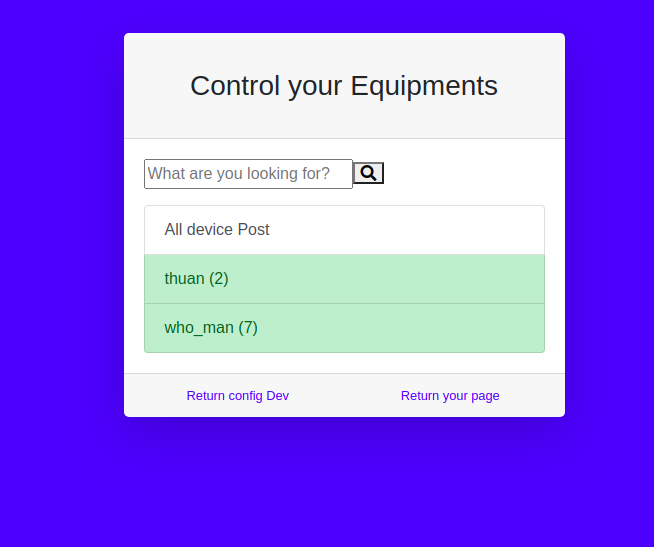 Control your Equipments
What are you looking for?
All device Post
thuan (2)
who_man (7)
Return config Dev
Return your page